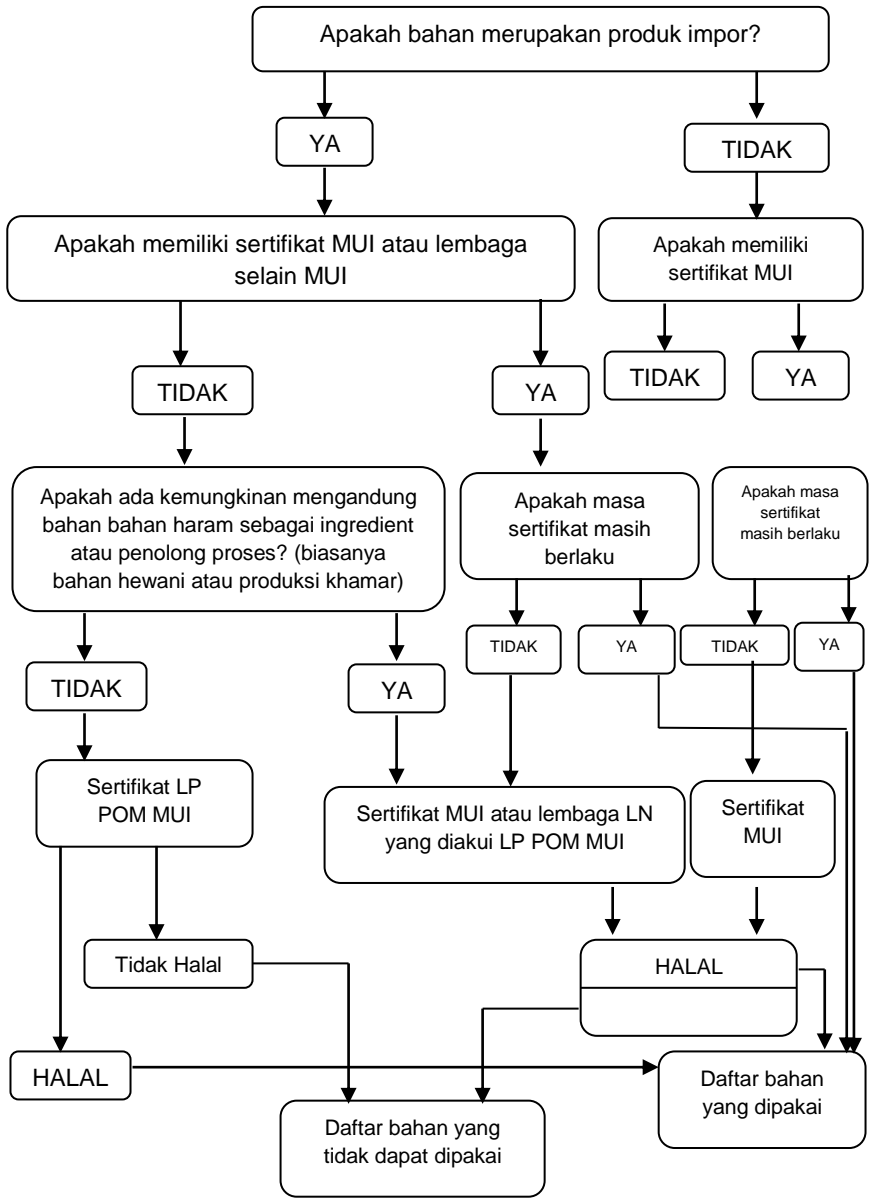 Apakah bahan merupakan produk impor?
YA
TIDAK
Apakah memiliki sertifikat MUI atau lembaga
selain MUI
Apakah memiliki
sertifikat MUI
TIDAK
YA
TIDAK
YA
Apakah ada kemungkinan mengandung
bahan bahan haram sebagai ingredient
atau penolong proses? (biasanya
bahan hewani atau produksi khamar)
Apakah masa
sertifikat masih
berlaku
Apakah masa
sertifikat
masih berlaku
TIDAK
YA
TIDAK
YA
TIDAK
YA
Sertifikat LP
POM MUI
Sertifikat MUI atau lembaga LN
yang diakui LP POM MUI
Sertifikat
MUI
Tidak Halal
HALAL
HALAL
Daftar bahan
yang dipakai
Daftar bahan yang
tidak dapat dipakai